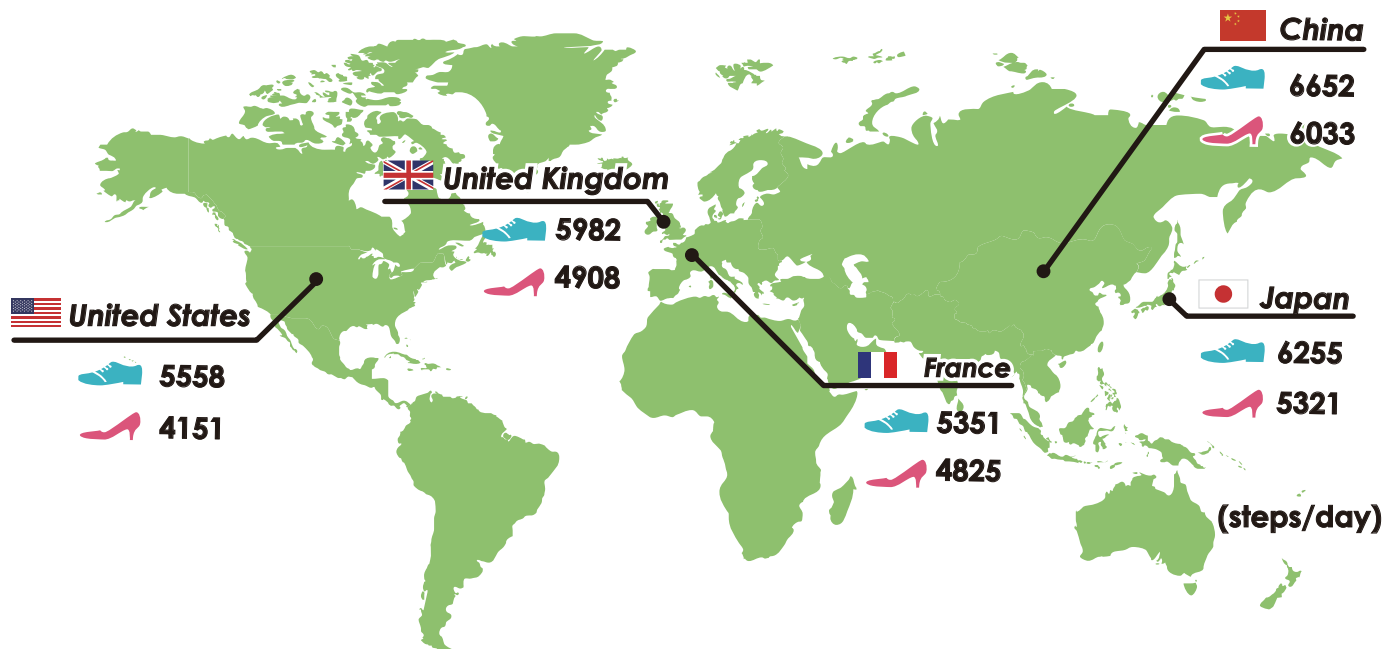 China
6652
6033
United Kingdom
5982
4908
United States
5558
4151
Japan
6255
5321
France
5351
4825
(steps/day)